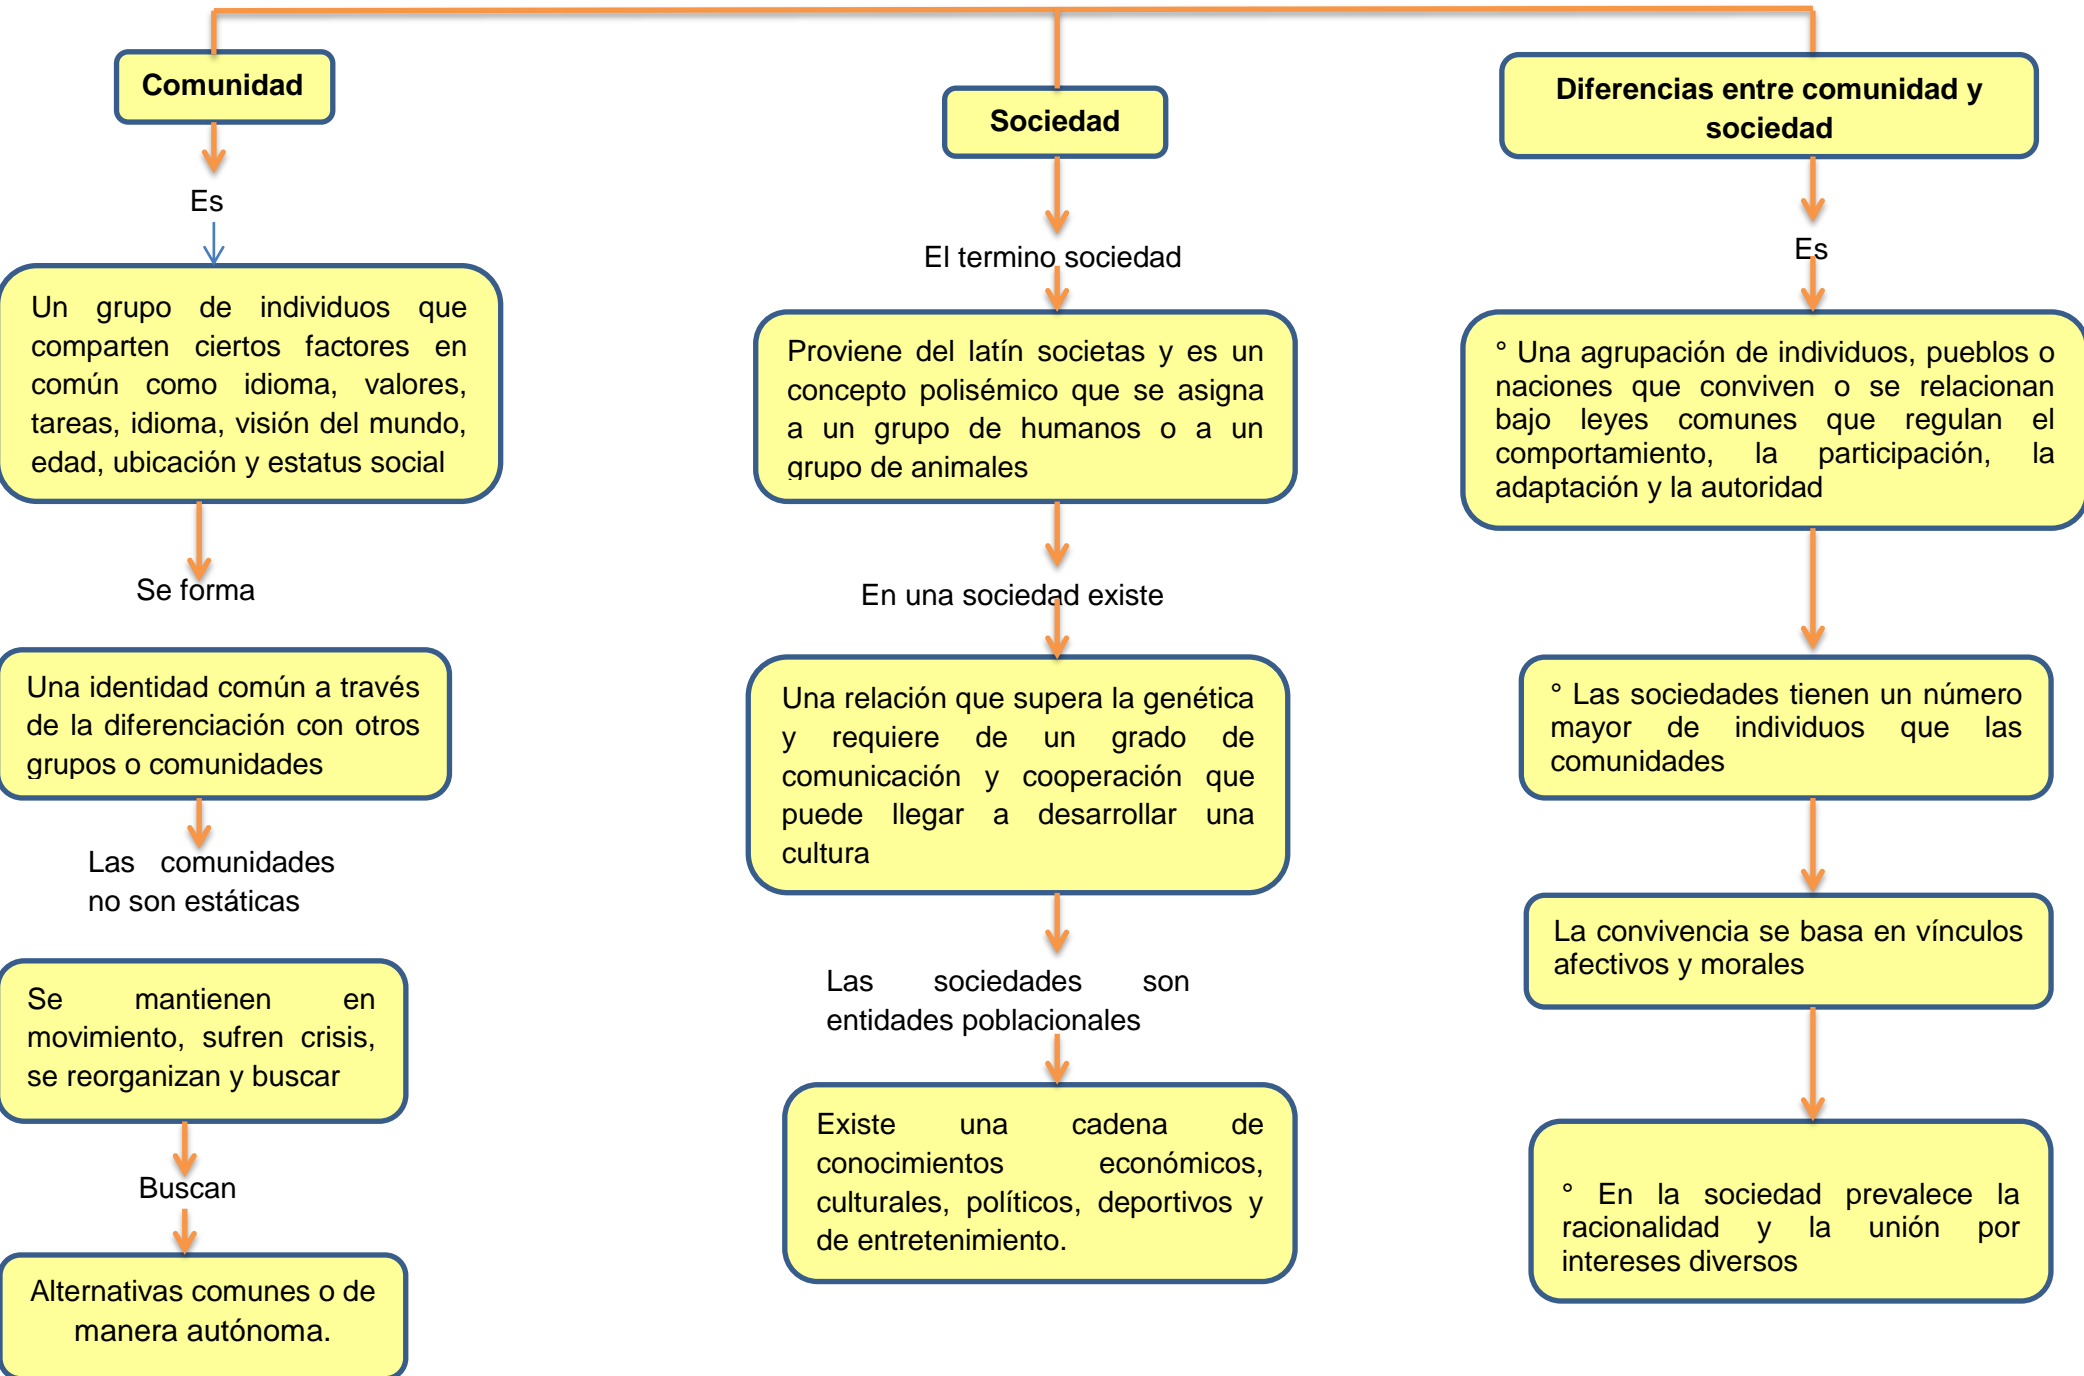 Comunidad
Es
Un grupo de individuos que
comparten ciertos factores en
común como idioma, valores,
tareas, idioma, visión del mundo,
edad, ubicación y estatus social
Se forma
Una identidad común a través
de la diferenciación con otros
grupos o comunidades
Las comunidades
no son estáticas
Se mantienen en
movimiento, sufren crisis,
se reorganizan y buscar
Buscan
Alternativas comunes o de
manera autónoma.
Sociedad
El termino sociedad
Proviene del latín societas y es un
concepto polisémico que se asigna
a un grupo de humanos o a un
grupo de animales
En una sociedad existe
Una relación que supera la genética
y requiere de un grado de
comunicación y cooperación que
puede llegar a desarrollar una
cultura
Las sociedades son
entidades poblacionales
Existe una cadena de
conocimientos económicos,
culturales, políticos, deportivos y
de entretenimiento.
Diferencias entre comunidad y
sociedad
Es
° Una agrupación de individuos, pueblos o
naciones que conviven o se relacionan
bajo leyes comunes que regulan el
comportamiento, la participación, la
adaptación y la autoridad
° Las sociedades tienen un número
mayor de individuos que las
comunidades
La convivencia se basa en vínculos
afectivos y morales
° En la sociedad prevalece la
racionalidad y la unión por
intereses diversos